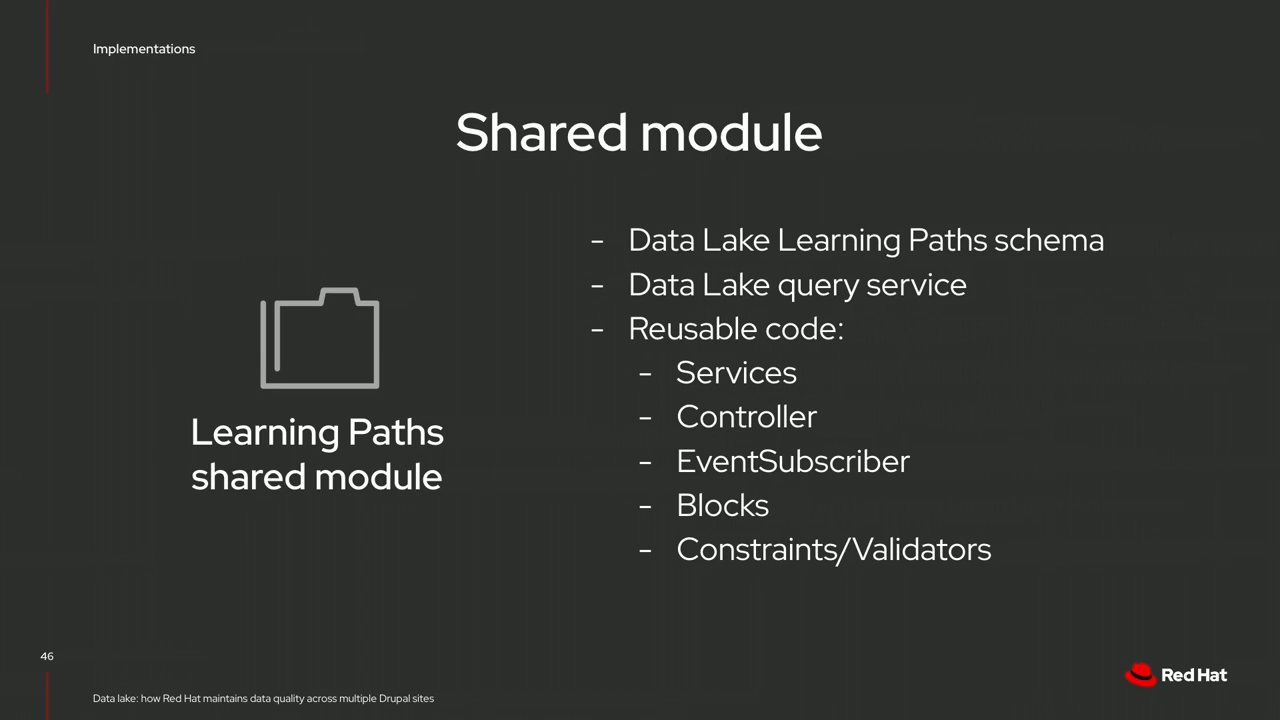 Implementations
Shared module
Learning Paths
shared module
- Data Lake Learning Paths schema
- Data Lake query service
- Reusable code:
- Services
- Controller
- EventSubscriber
- Blocks
- Constraints/Validators
46
Data lake: how Red Hat maintains data quality across multiple Drupal sites
Red Hat